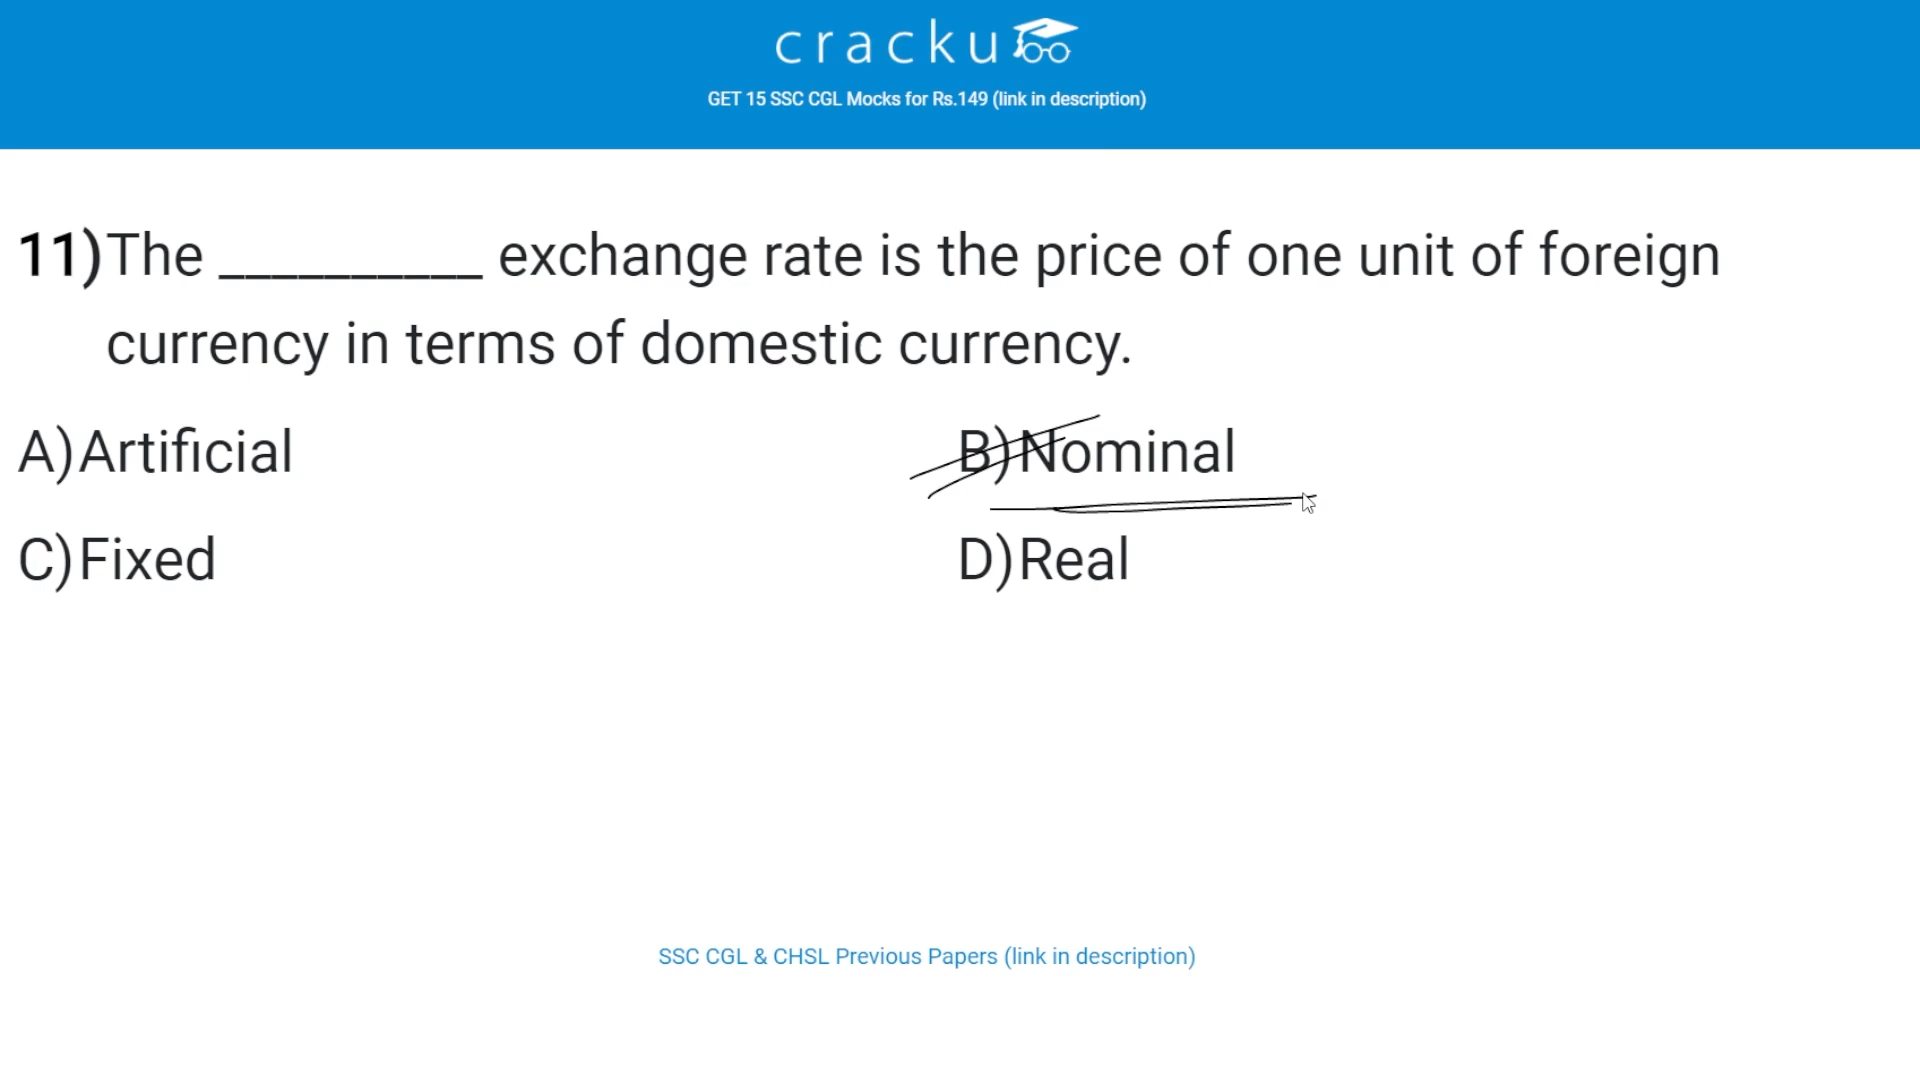 cracku
GET 15 SSC CGL Mocks for Rs.149 (link in description)
11)The __________ exchange rate is the price of one unit of foreign
currency in terms of domestic currency.
A)Artificial
B)Nominal
C)Fixed
D)Real
SSC CGL & CHSL Previous Papers (link in description)